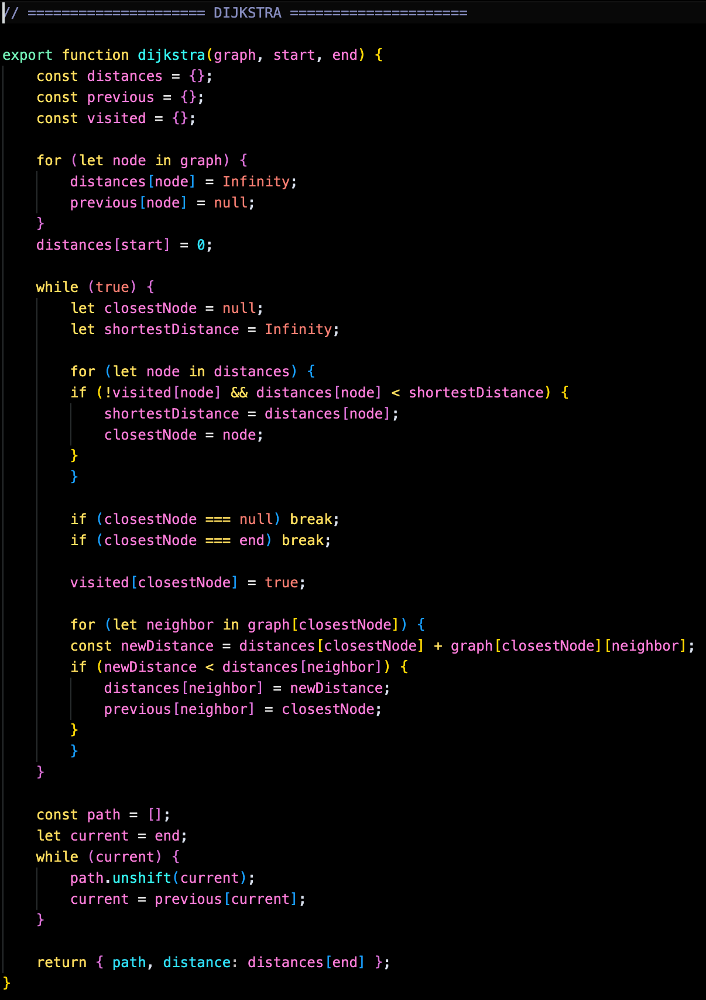 // ===================== DIJKSTRA =====================

export function dijkstra(graph, start, end) {
    const distances = {};
    const previous = {};
    const visited = {};

    for (let node in graph) {
        distances[node] = Infinity;
        previous[node] = null;
    }
    distances[start] = 0;

    while (true) {
        let closestNode = null;
        let shortestDistance = Infinity;

        for (let node in distances) {
        if (!visited[node] && distances[node] < shortestDistance) {
            shortestDistance = distances[node];
            closestNode = node;
        }
        }

        if (closestNode === null) break;
        if (closestNode === end) break;

        visited[closestNode] = true;

        for (let neighbor in graph[closestNode]) {
        const newDistance = distances[closestNode] + graph[closestNode][neighbor];
        if (newDistance < distances[neighbor]) {
            distances[neighbor] = newDistance;
            previous[neighbor] = closestNode;
        }
        }
    }

    const path = [];
    let current = end;
    while (current) {
        path.unshift(current);
        current = previous[current];
    }

    return { path, distance: distances[end] };
}